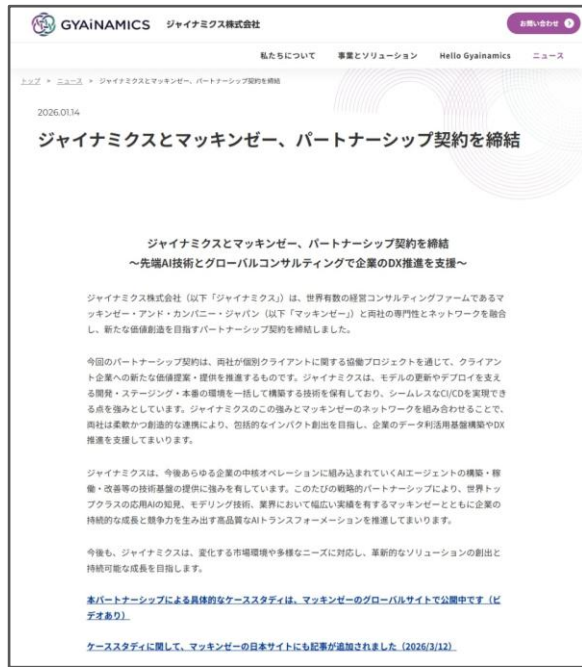 GYAiNAMICS ジャイナミクス株式会社
お問い合わせ
私たちについて 事業とソリューション Hello Gyainamics ニュース
トップ > ニュース > ジャイナミクスとマッキンゼー、パートナーシップ契約を締結
2026.01.14
ジャイナミクスとマッキンゼー、パートナーシップ契約を締結
ジャイナミクスとマッキンゼー、パートナーシップ契約を締結
～先端AI技術とグローバルコンサルティングで企業のDX推進を支援～
ジャイナミクス株式会社（以下「ジャイナミクス」）は、世界有数の経営コンサルティングファームであるマ
ッキンゼー・アンド・カンパニー・ジャパン（以下「マッキンゼー」）と両社の専門性とネットワークを融合
し、新たな価値創造を目指すパートナーシップ契約を締結しました。
今回のパートナーシップ契約は、両社が個別クライアントに関する協働プロジェクトを通じて、クライアン
ト企業への新たな価値提案・提供を推進するものです。ジャイナミクスは、モデルの更新やデプロイを支え
る開発・ステージング・本番の環境を一括して構築する技術を保有しており、シームレスなCI/CDを実現でき
る点を強みとしています。ジャイナミクスのこの強みとマッキンゼーのネットワークを組み合わせることで、
両社は柔軟かつ創造的な連携により、包括的なインパクト創出を目指し、企業のデータ利活用基盤構築やDX
推進を支援してまいります。
ジャイナミクスは、今後あらゆる企業の中核オペレーションに組み込まれていくAIエージェントの構築・稼
働・改善等の技術基盤の提供に強みを有しています。このたびの戦略的パートナーシップにより、世界トッ
プクラスの応用AIの知見、モデリング技術、業界において幅広い実績を有するマッキンゼーとともに企業の
持続的な成長と競争力を生み出す高品質なAIトランスフォーメーションを推進してまいります。
今後も、ジャイナミクスは、変化する市場環境や多様なニーズに対応し、革新的なソリューションの創出と
持続可能な成長を目指します。
本パートナーシップによる具体的なケーススタディは、マッキンゼーのグローバルサイトで公開中です（ビ
デオあり）
ケーススタディに関して、マッキンゼーの日本サイトにも記事が追加されました（2026/3/12）